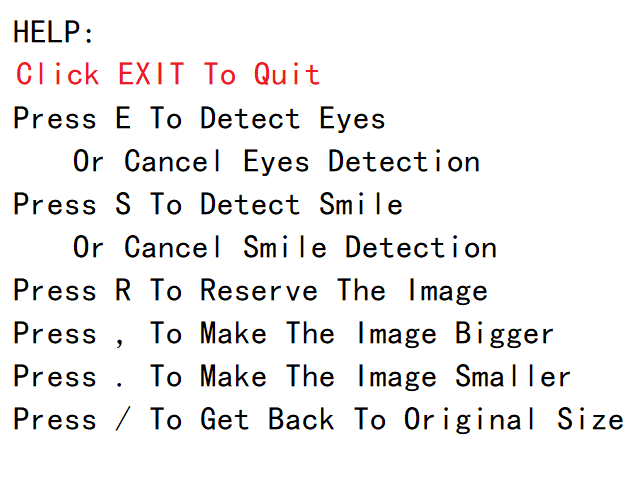 HELP:
Click EXIT To Quit
Press E To Detect Eyes
Or Cancel Eyes Detection
Press S To Detect Smile
Or Cancel Smile Detection
Press R To Reserve The Image
Press , To Make The Image Bigger
Press . To Make The Image Smaller
Press / To Get Back To Original Size